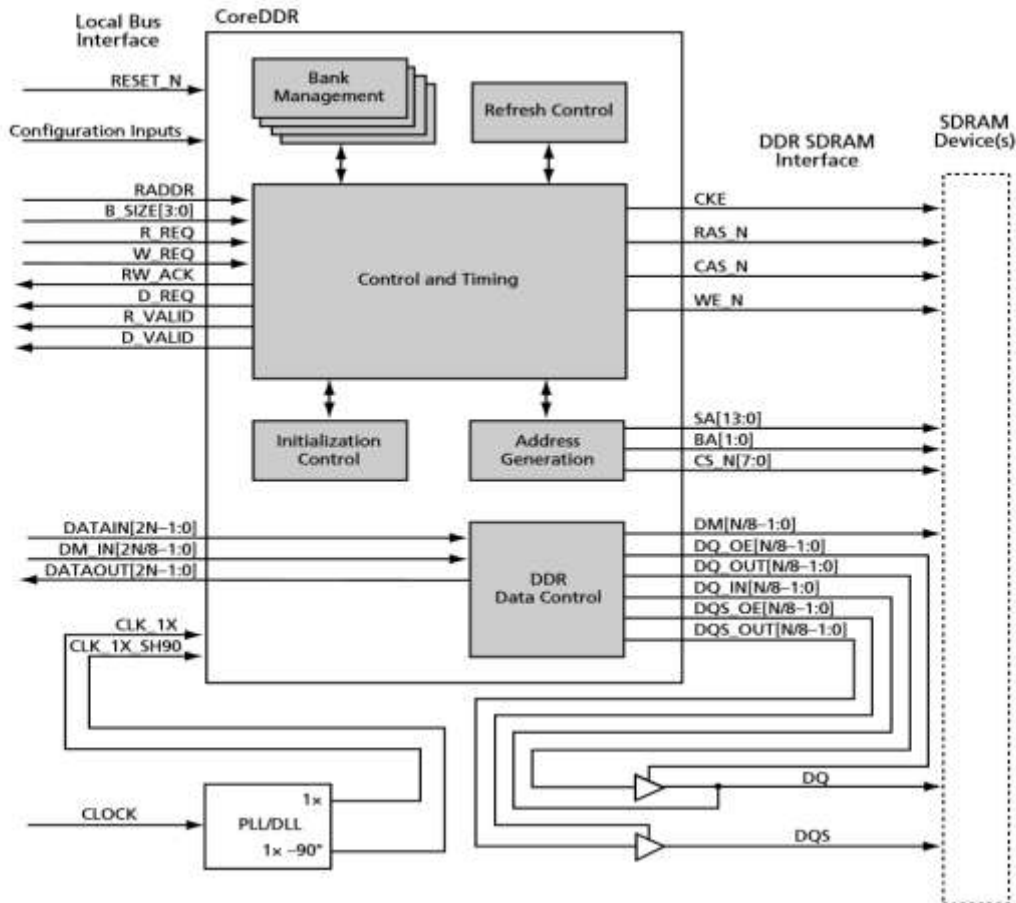 Local Bus
Interface
CoreDDR
RESET_N
Configuration Inputs
Bank
Management
Refresh Control
DDR SDRAM
Interface
SDRAM
Device(s)
RADDR
B_SIZE[3:0]
R_REQ
W_REQ
RW_ACK
D_REQ
R_VALID
D_VALID
Control and Timing
CKE
RAS_N
CAS_N
WE_N
Initialization
Control
Address
Generation
SA[13:0]
BA[1:0]
CS_N[7:0]
DATAIN[2N–1:0]
DM_IN[2N/8–1:0]
DATAOUT[2N–1:0]
DDR
Data Control
DM[N/8–1:0]
DQ_OE[N/8–1:0]
DQ_OUT[N/8–1:0]
DQ_IN[N/8–1:0]
DQS_OE[N/8–1:0]
DQS_OUT[N/8–1:0]
CLK_1X
CLK_1X_SH90
CLOCK
1×
PLL/DLL
1× –90°
DQ
DQS